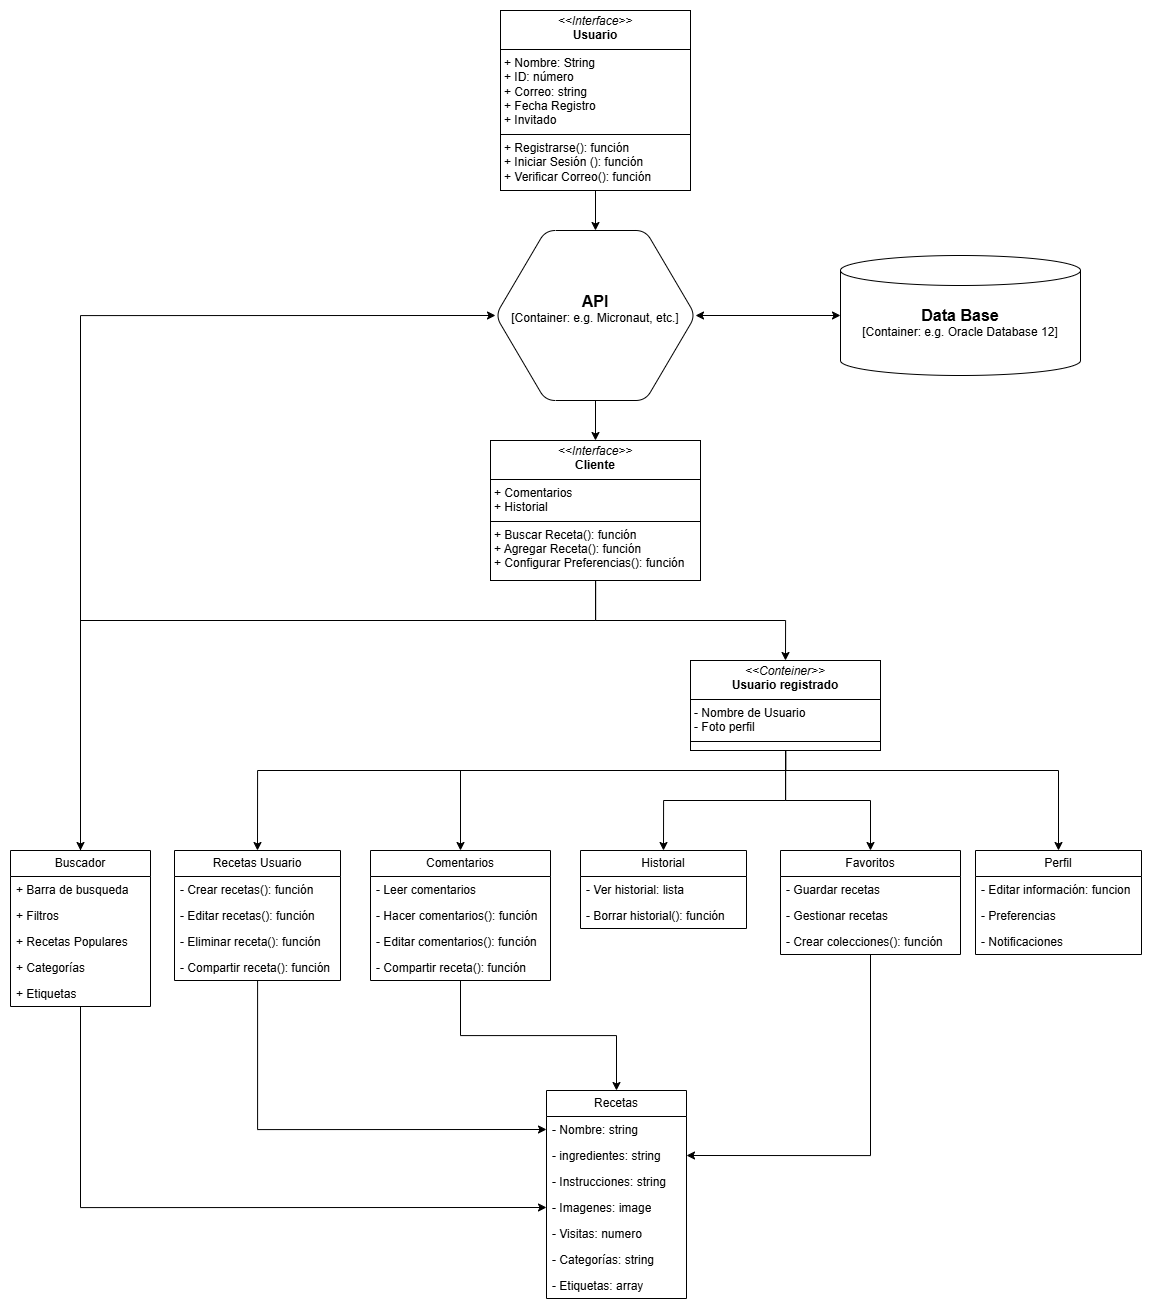 <<Interface>>
Usuario
+ Nombre: String
+ ID: número
+ Correo: string
+ Fecha Registro
+ Invitado
+ Registrarse(): función
+ Iniciar Sesión (): función
+ Verificar Correo(): función
API
[Container: e.g. Micronaut, etc.]
Data Base
[Container: e.g. Oracle Database 12]
<<Interface>>
Cliente
+ Comentarios
+ Historial
+ Buscar Receta(): función
+ Agregar Receta(): función
+ Configurar Preferencias(): función
<<Conteiner>>
Usuario registrado
- Nombre de Usuario
- Foto perfil
Buscador
+ Barra de busqueda
+ Filtros
+ Recetas Populares
+ Categorías
+ Etiquetas
Recetas Usuario
- Crear recetas(): función
- Editar recetas(): función
- Eliminar receta(): función
- Compartir receta(): función
Comentarios
- Leer comentarios
- Hacer comentarios(): función
- Editar comentarios(): función
- Compartir receta(): función
Historial
- Ver historial: lista
- Borrar historial(): función
Favoritos
- Guardar recetas
- Gestionar recetas
- Crear colecciones(): función
Perfil
- Editar información: funcion
- Preferencias
- Notificaciones
Recetas
- Nombre: string
- ingredientes: string
- Instrucciones: string
- Imagenes: image
- Visitas: numero
- Categorías: string
- Etiquetas: array